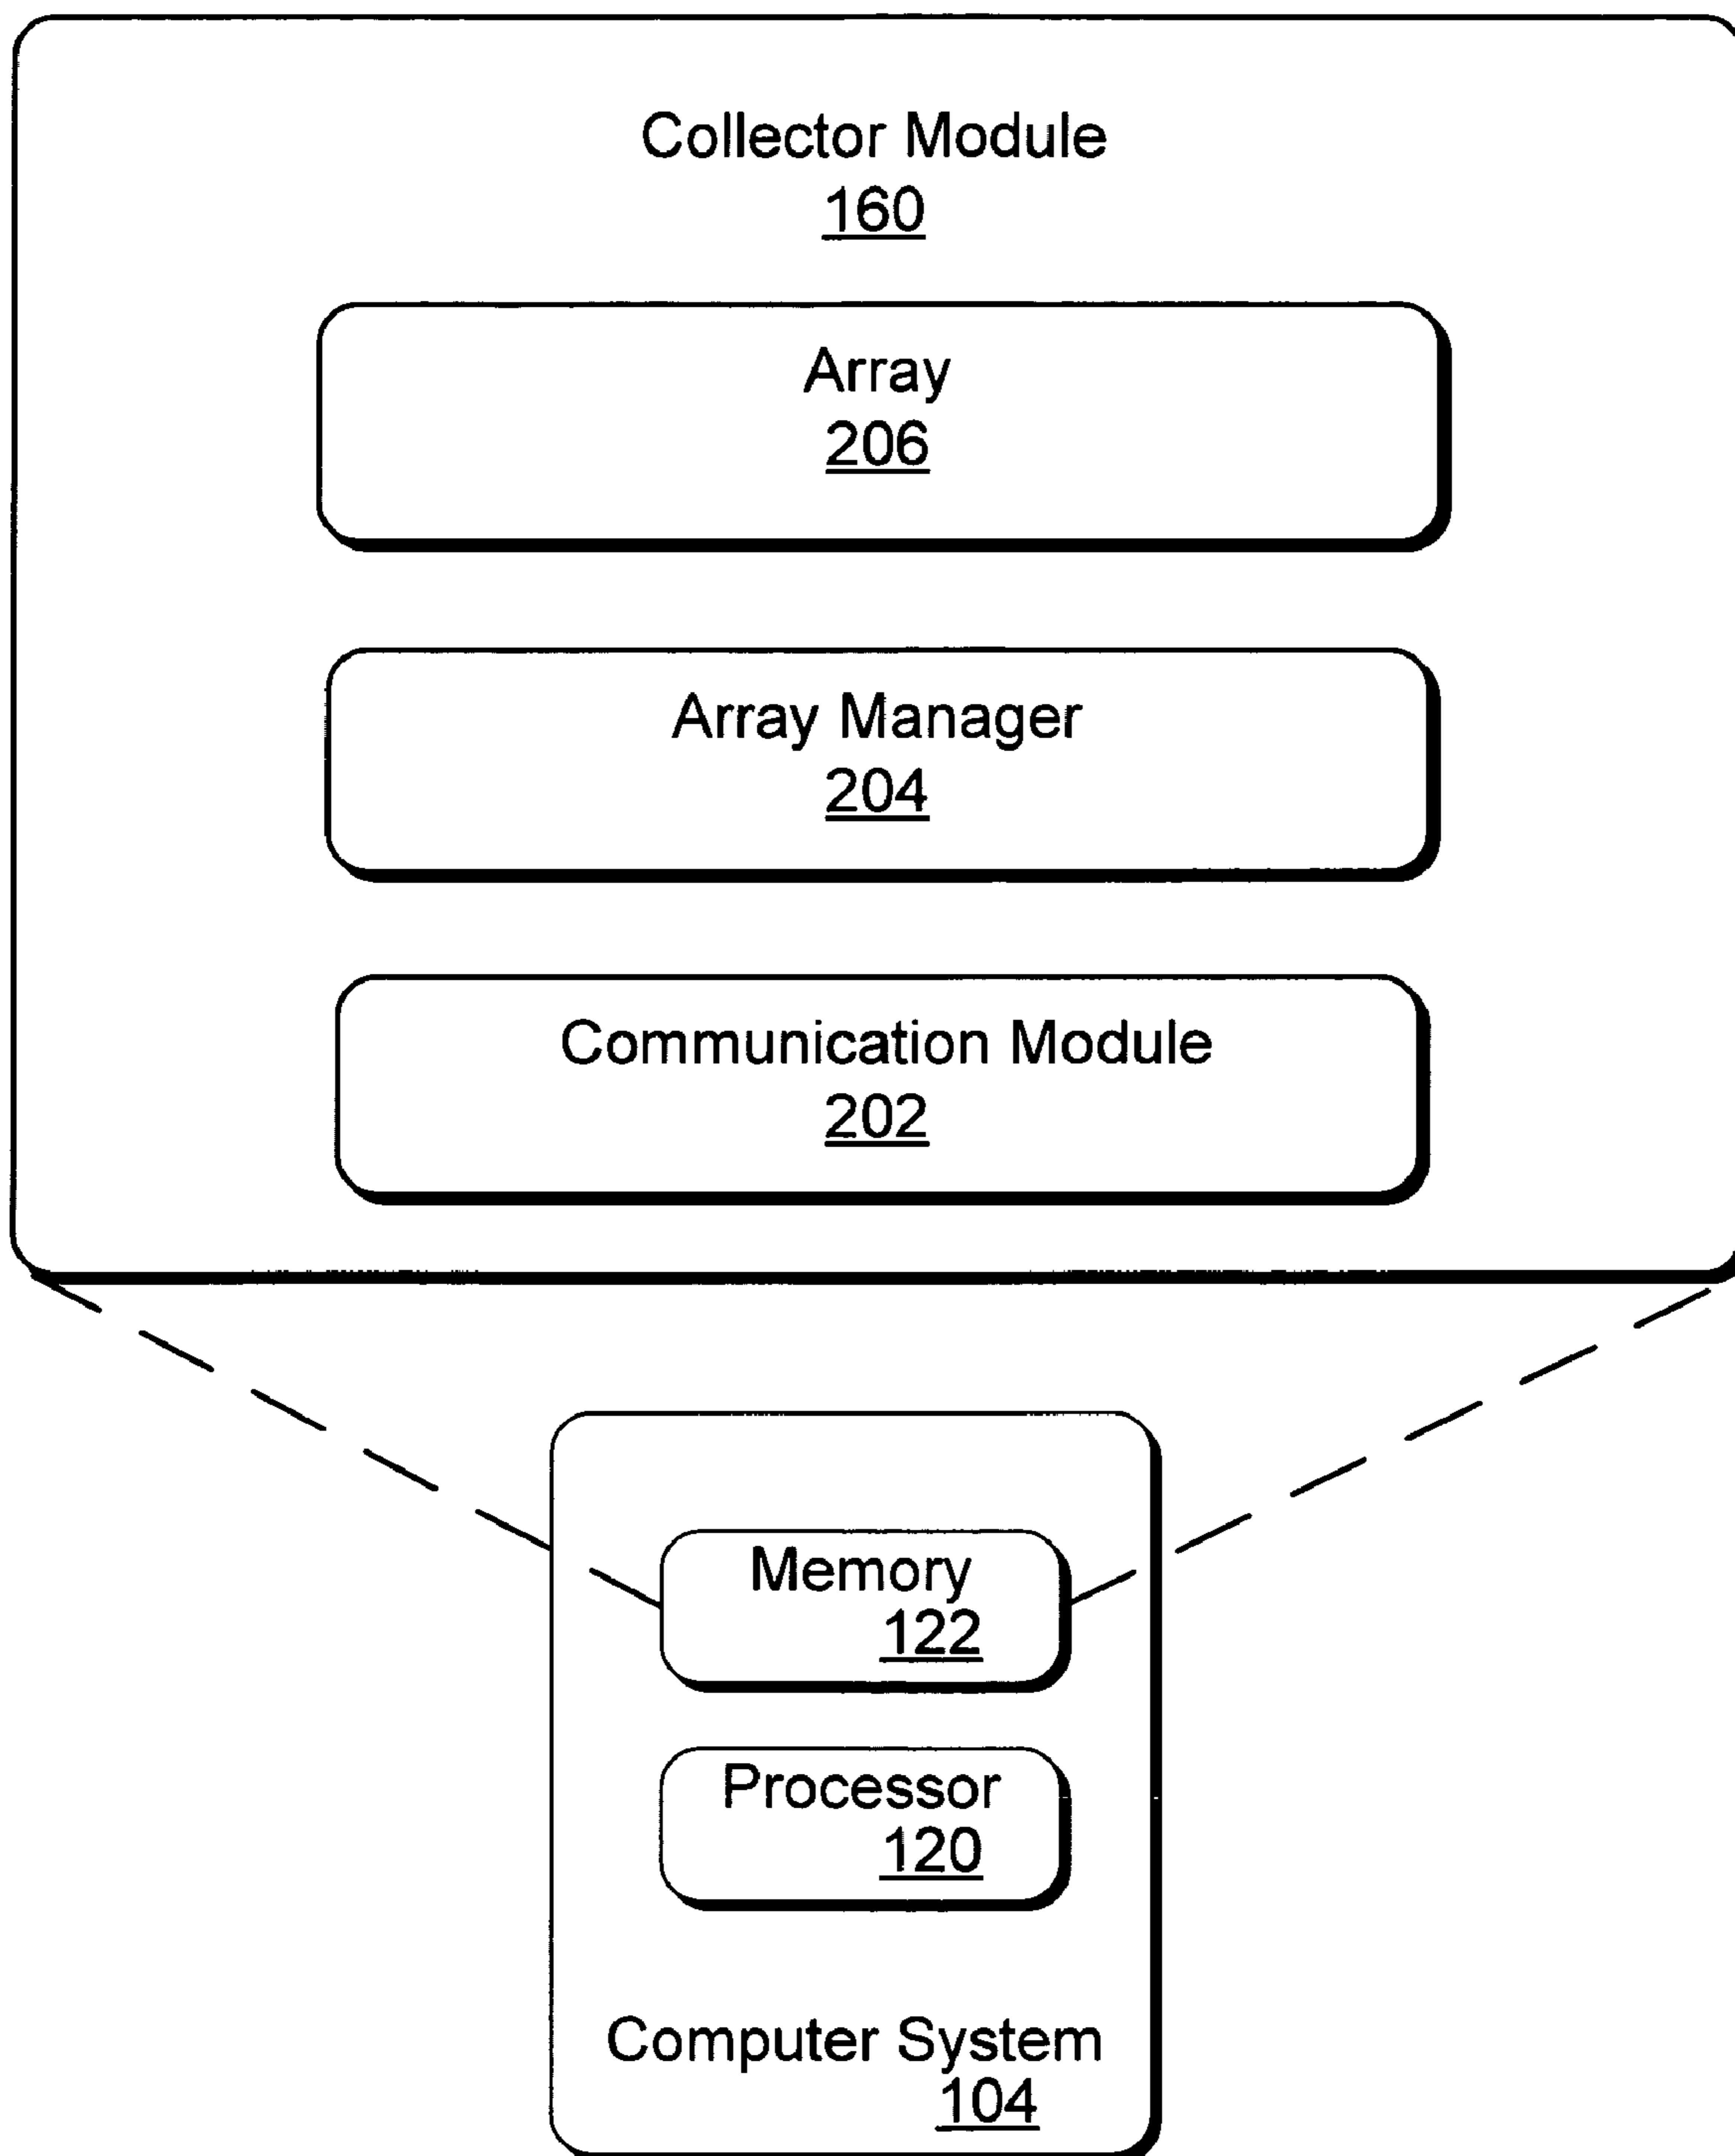 Collector Module
160
Array
206
Array Manager
204
Communication Module
202
Memory
122
Processor
120
Computer System
104